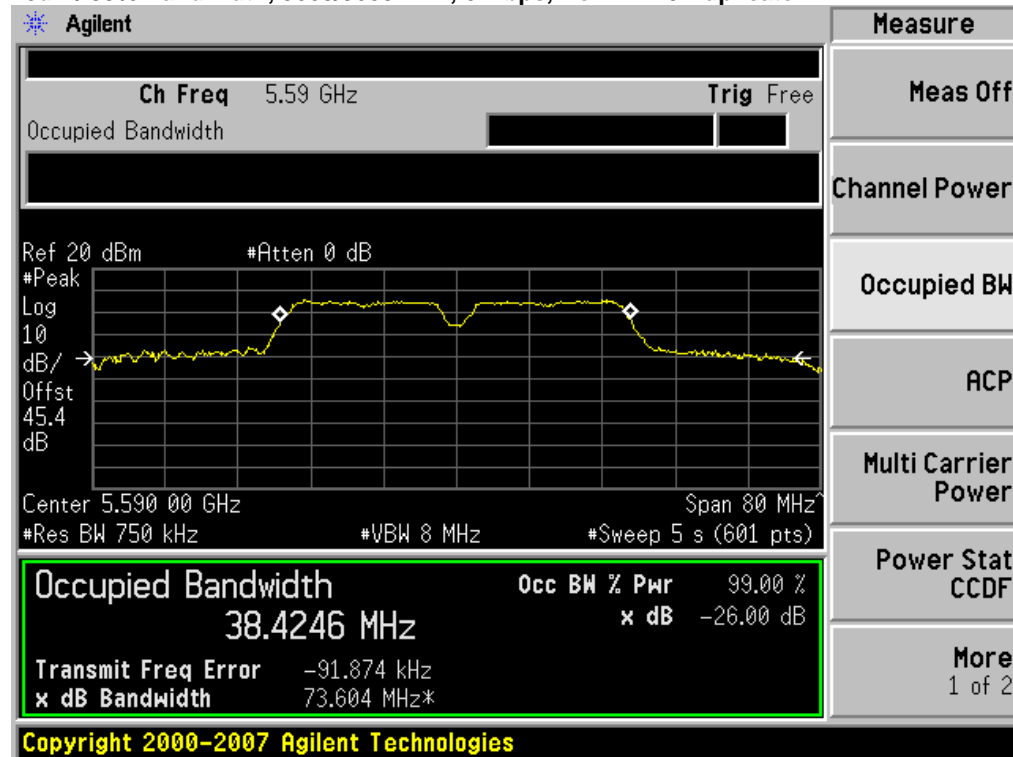 Agilent
Measure
Ch Freq 5.59 GHz Trig Free
Occupied Bandwidth
Meas Off
Channel Power
Occupied BW
ACP
Multi Carrier
Power
Power Stat
CCDF
More
1 of 2
Ref 20 dBm #Atten 0 dB
#Peak
Log
10
dB/
Offst
45.4
dB
Center 5.590 00 GHz Span 80 MHz^
#Res BW 750 kHz #VBW 8 MHz #Sweep 5 s (601 pts)
Occupied Bandwidth Occ BW % Pwr 99.00 %
38.4246 MHz x dB -26.00 dB
Transmit Freq Error -91.874 kHz
x dB Bandwidth 73.604 MHz*
Copyright 2000-2007 Agilent Technologies